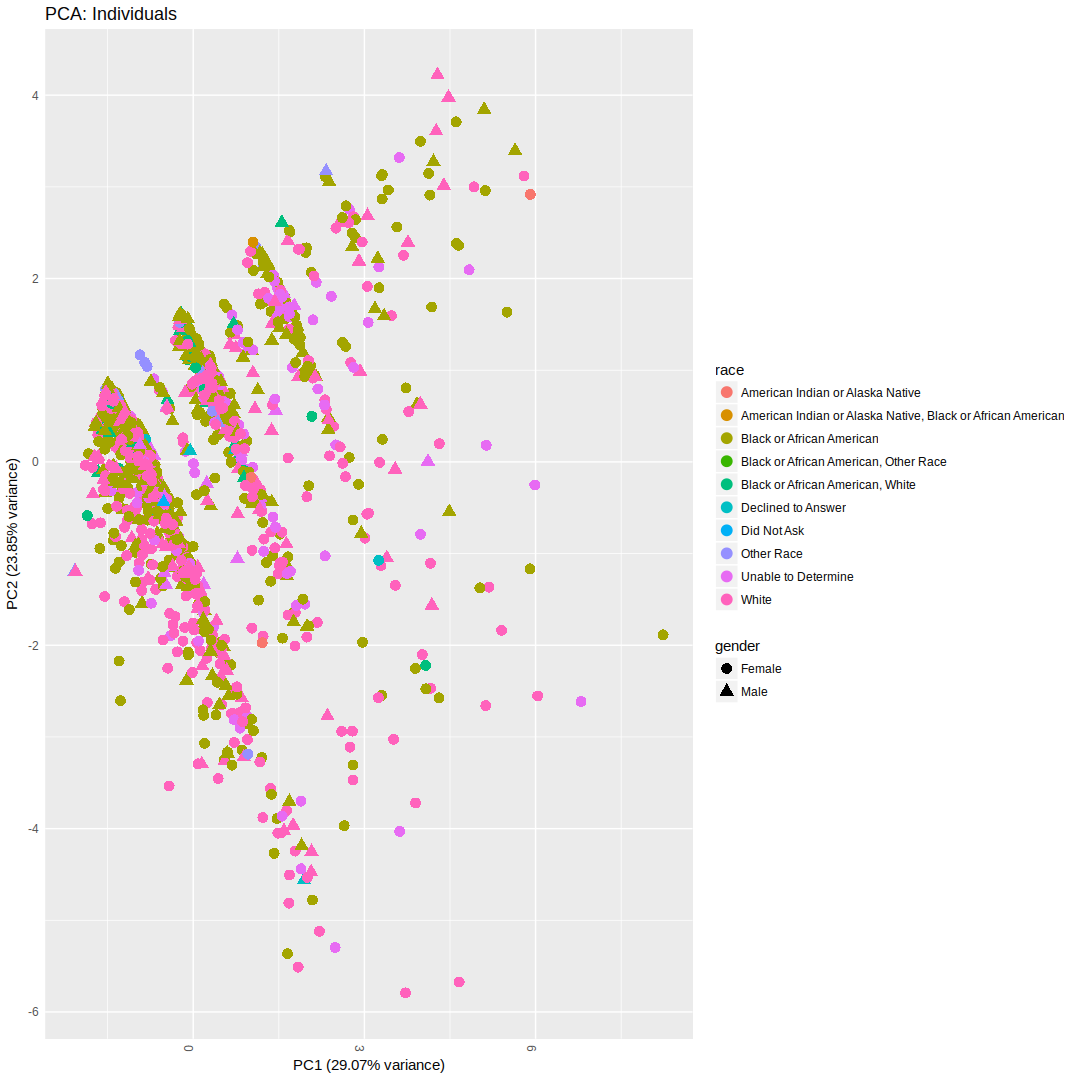 PCA: Individuals
4
2
0
-2
-4
-6
PC2 (23.85% variance)
0
3
6
PC1 (29.07% variance)
race
American Indian or Alaska Native
American Indian or Alaska Native, Black or African American
Black or African American
Black or African American, Other Race
Black or African American, White
Declined to Answer
Did Not Ask
Other Race
Unable to Determine
White
gender
Female
Male